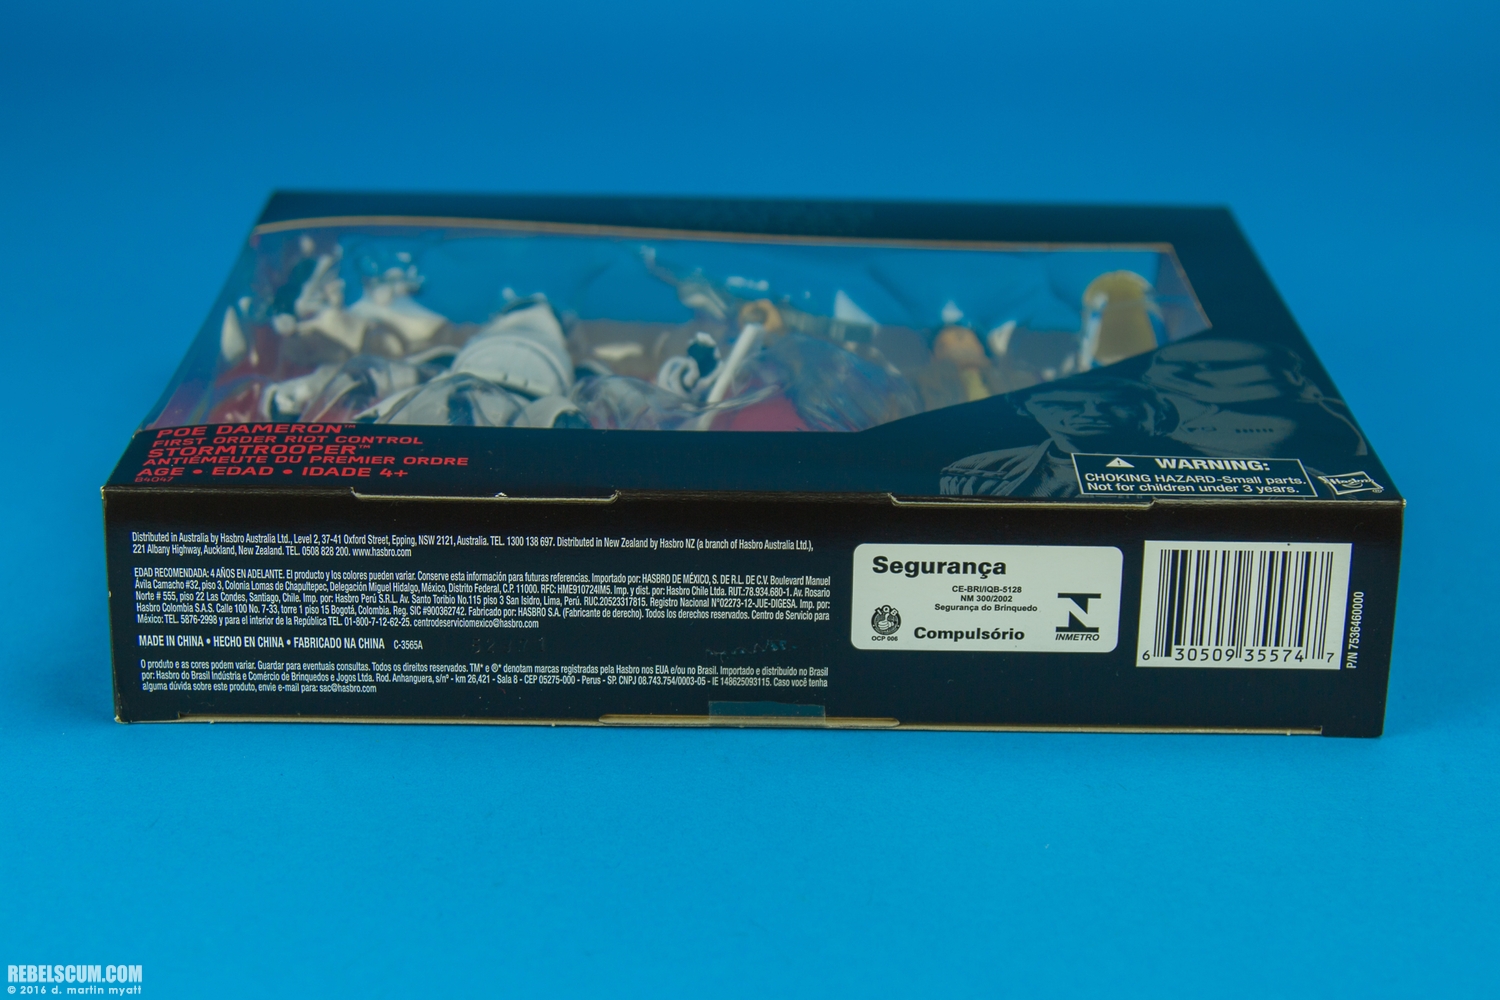 POE DAMERON™
FIRST ORDER RIOT CONTROL
STORMTROOPER™
ANTIÉMEUTE DU PREMIER ORDRE
AGE • EDAD • IDADE 4+
B4047
WARNING:
CHOKING HAZARD-Small parts.
Not for children under 3 years.
Hasbro
Distributed in Australia by Hasbro Australia Ltd., Level 2, 37-41 Oxford Street, Epping, NSW 2121, Australia. TEL. 1300 138 697. Distributed in New Zealand by Hasbro NZ (a branch of Hasbro Australia Ltd.),
221 Albany Highway, Auckland, New Zealand. TEL. 0508 828 200. www.hasbro.com
EDAD RECOMENDADA: 4 AÑOS EN ADELANTE. El producto y los colores pueden variar. Conserve esta información para futuras referencias. Importado por: HASBRO DE MÉXICO, S. DE R.L. DE C.V. Boulevard Manuel
Ávila Camacho #32, piso 3, Colonia Lomas de Chapultepec, Delegación Miguel Hidalgo, México, Distrito Federal, C.P. 11000. RFC: HME910724IM5. Imp. y dist. por: Hasbro Chile Ltda. RUT.:78.934.680-1. Av. Rosario
Norte # 555, piso 22 Las Condes, Santiago, Chile. Imp. por: Hasbro Perú S.R.L. Av. Santo Toribio No.115 piso 3 San Isidro, Lima, Perú. RUC.20523317815. Registro Nacional N°02273-12-JUE-DIGESA. Imp. por:
Hasbro Colombia S.A.S. Calle 100 No. 7-33, torre 1 piso 15 Bogotá, Colombia. Reg. SIC #900362742. Fabricado por: HASBRO S.A. (Fabricante de derecho). Todos los derechos reservados. Centro de Servicio para
México: TEL. 5876-2998 y para el interior de la República TEL. 01-800-7-12-62-25. centrodeserviciomexico@hasbro.com
MADE IN CHINA • HECHO EN CHINA • FABRICADO NA CHINA C-3565A
O produto e as cores podem variar. Guardar para eventuais consultas. Todos os direitos reservados. TM* e ®* denotam marcas registradas pela Hasbro nos EUA e/ou no Brasil. Importado e distribuído no Brasil
por: Hasbro do Brasil Indústria e Comércio de Brinquedos e Jogos Ltda. Rod. Anhanguera, s/nº - km 26,421 - Sala 8 - CEP 05275-000 - Perus - SP. CNPJ 08.743.754/0003-05 - IE 148625093115. Caso você tenha
alguma dúvida sobre este produto, envie e-mail para: sac@hasbro.com
Segurança
CE-BRI/IQB-5128
NM 300/2002
Segurança do Brinquedo
OCP 006
Compulsório
INMETRO
6 30509 35574 7
P/N 7536460000
REBELSCUM.COM
© 2016 d. martin myatt